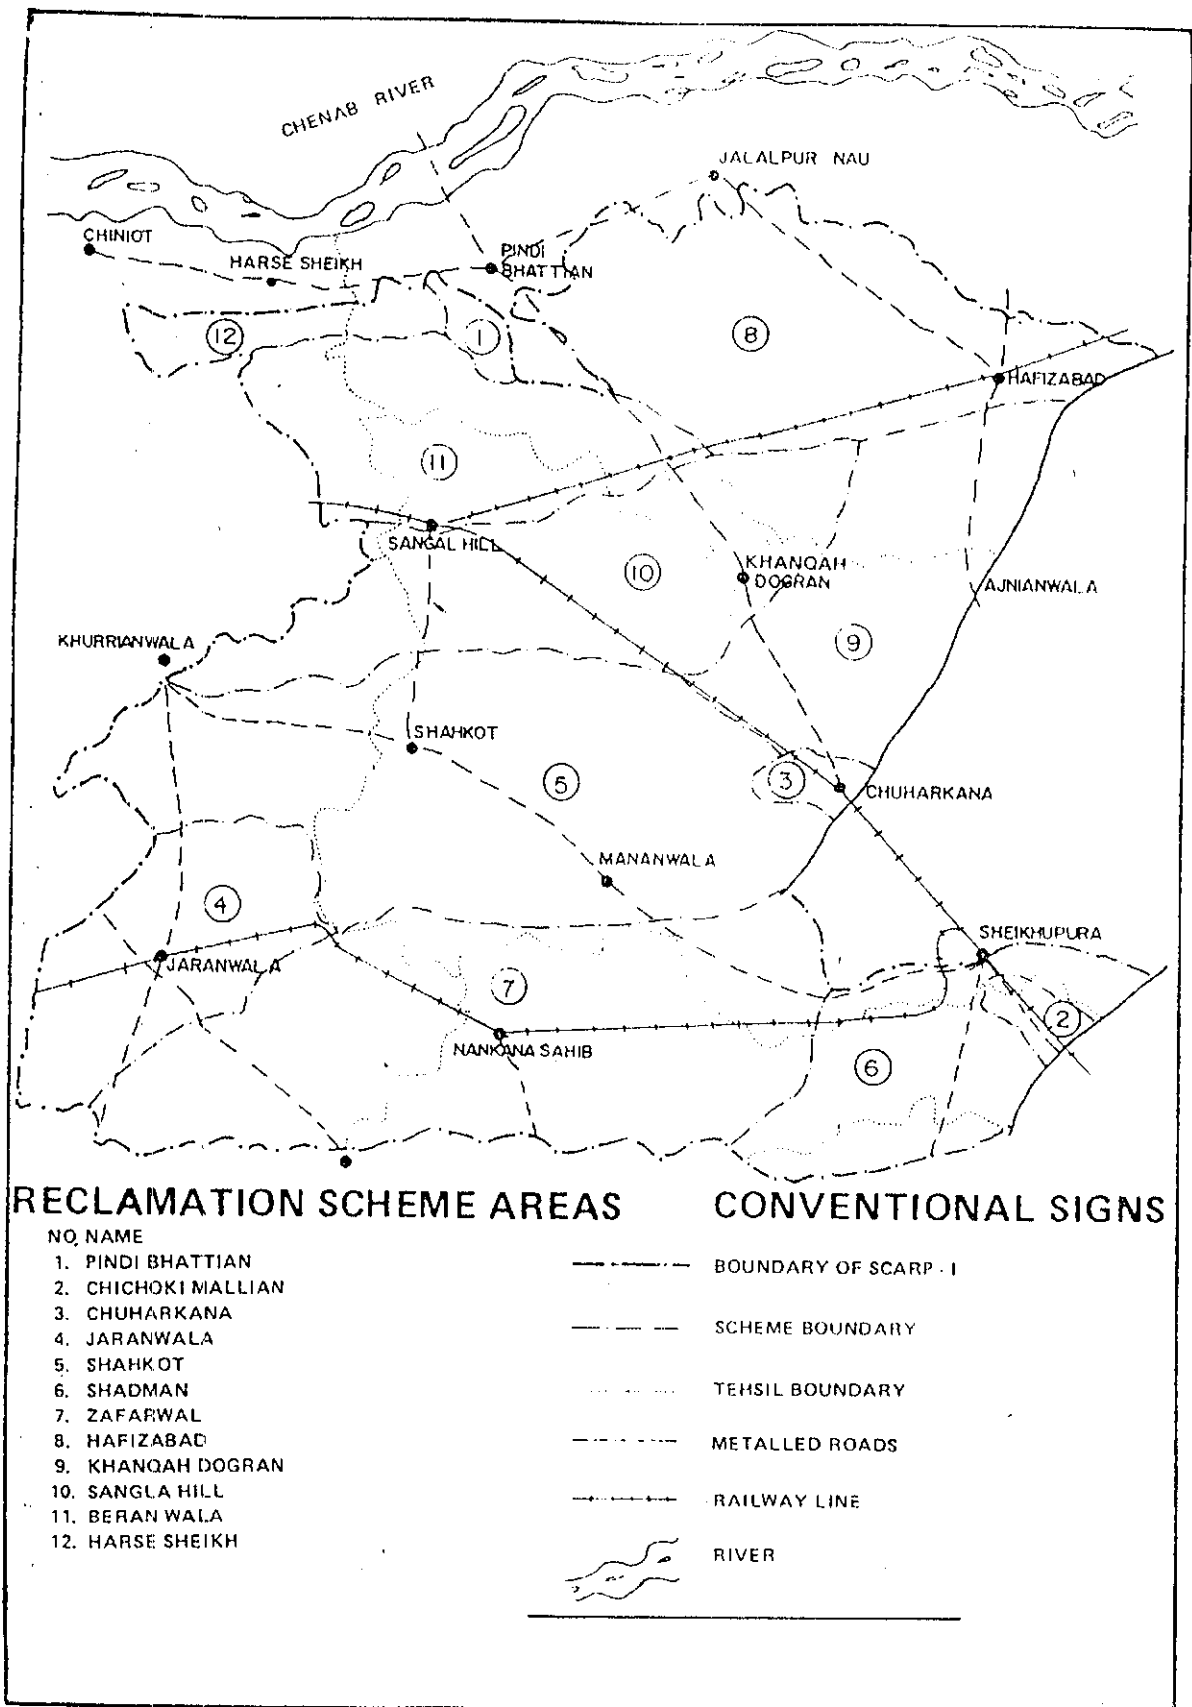 CHENAB RIVER
JALALPUR NAU
CHINIOT
HARSE SHEIKH
PINDI
BHATTIAN
12
1
8
HAFIZABAD
11
SANGAL HILL
10
KHANQAH
DOGRAN
AJNIANWALA
9
KHURRIANWALA
SHAHKOT
5
3
CHUHARKANA
MANANWALA
4
SHEIKHUPURA
JARANWALA
7
2
NANKANA SAHIB
6
RECLAMATION SCHEME AREAS
NO. NAME
1. PINDI BHATTIAN
2. CHICHOKI MALLIAN
3. CHUHARKANA
4. JARANWALA
5. SHAHKOT
6. SHADMAN
7. ZAFARWAL
8. HAFIZABAD
9. KHANQAH DOGRAN
10. SANGLA HILL
11. BERAN WALA
12. HARSE SHEIKH
CONVENTIONAL SIGNS
BOUNDARY OF SCARP - I
SCHEME BOUNDARY
TEHSIL BOUNDARY
METALLED ROADS
RAILWAY LINE
RIVER